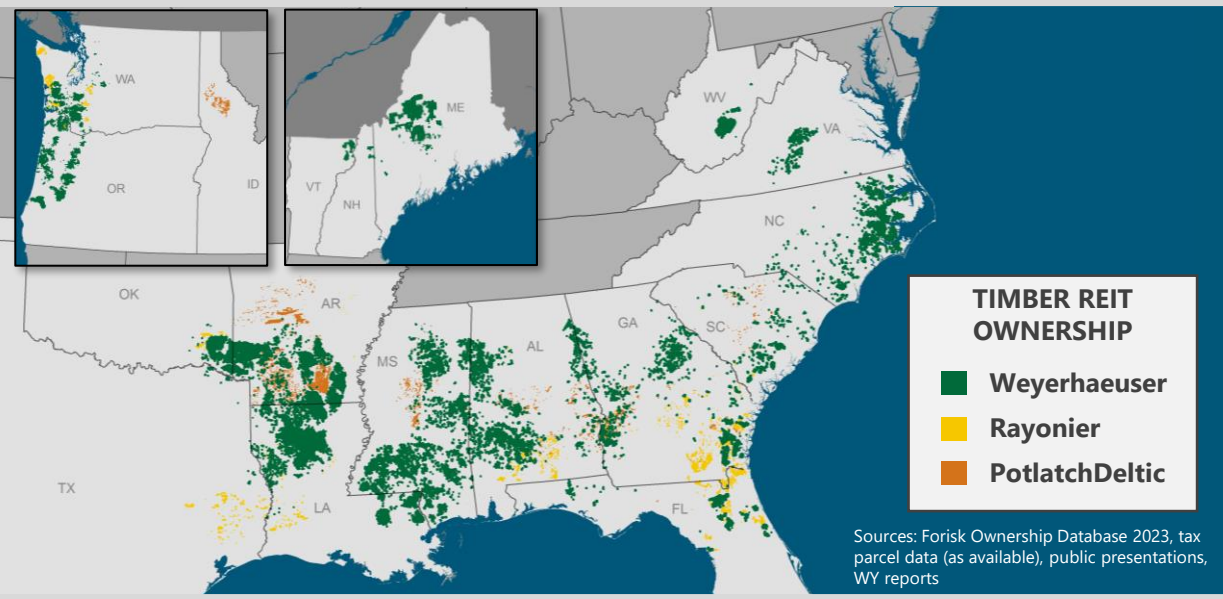 WA
OR
ID
ME
VT
NH
WV
VA
NC
OK
AR
TX
LA
MS
AL
GA
SC
FL
TIMBER REIT
OWNERSHIP
Weyerhaeuser
Rayonier
PotlatchDeltic
Sources: Forisk Ownership Database 2023, tax
parcel data (as available), public presentations,
WY reports